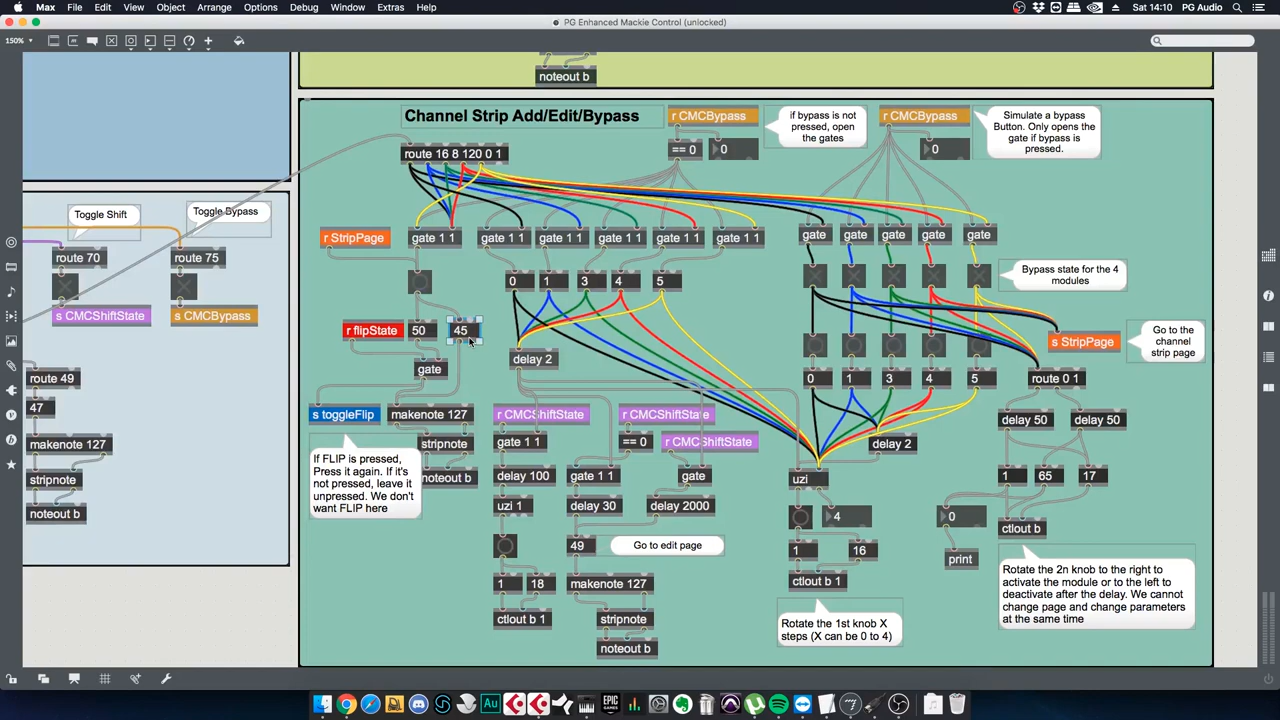 Max File Edit View Object Arrange Options Debug Window Extras Help
Sat 14:10 PG Audio
PG Enhanced Mackie Control (unlocked)
150%
noteout b
Channel Strip Add/Edit/Bypass
r CMCBypass
if bypass is not
pressed, open
the gates
r CMCBypass
Simulate a bypass
Button. Only opens the
gate if bypass is
pressed.
== 0
0
0
route 16 8 120 0 1
Toggle Shift
Toggle Bypass
r StripPage
gate 1 1
gate 1 1
gate 1 1
gate 1 1
gate 1 1
gate 1 1
gate
gate
gate
gate
gate
route 70
route 75
0
1
3
4
5
Bypass state for the 4
modules
s CMCShiftState
s CMCBypass
r flipState
50
45
s StripPage
Go to the
channel
strip page
delay 2
gate
route 49
0
1
3
4
5
route 0 1
47
s toggleFlip
makenote 127
r CMCShiftState
r CMCShiftState
delay 50
delay 50
makenote 127
stripnote
gate 1 1
== 0
r CMCShiftState
delay 2
If FLIP is pressed,
Press it again. If it's
not pressed, leave it
unpressed. We don't
want FLIP here
stripnote
noteout b
delay 100
gate 1 1
gate
uzi
1
65
17
noteout b
uzi 1
delay 30
delay 2000
4
0
ctlout b
49
Go to edit page
1
16
print
1
18
makenote 127
ctlout b 1
Rotate the 2n knob to the right to
activate the module or to the left to
deactivate after the delay. We cannot
change page and change parameters
at the same time
ctlout b 1
stripnote
Rotate the 1st knob X
steps (X can be 0 to 4)
noteout b
Au
EPIC
GAMES